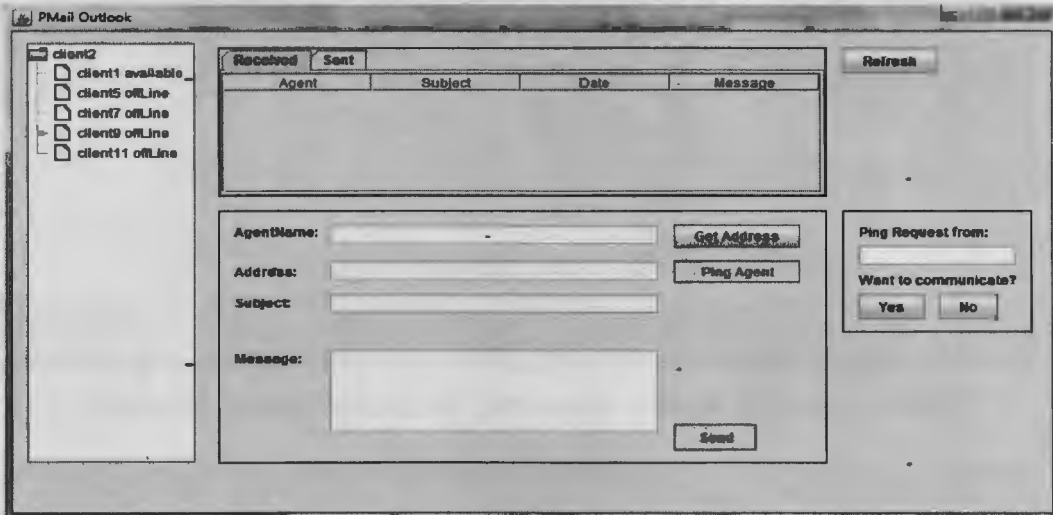 PMail Outlook
client2
client1 available
client5 offLine
client7 offLine
client9 offLine
client11 offLine
Received Sent
Agent Subject Date Message
Refresh
AgentName:
Get Address
Address:
Ping Agent
Subject:
Message:
Send
Ping Request from:
Want to communicate?
Yes No